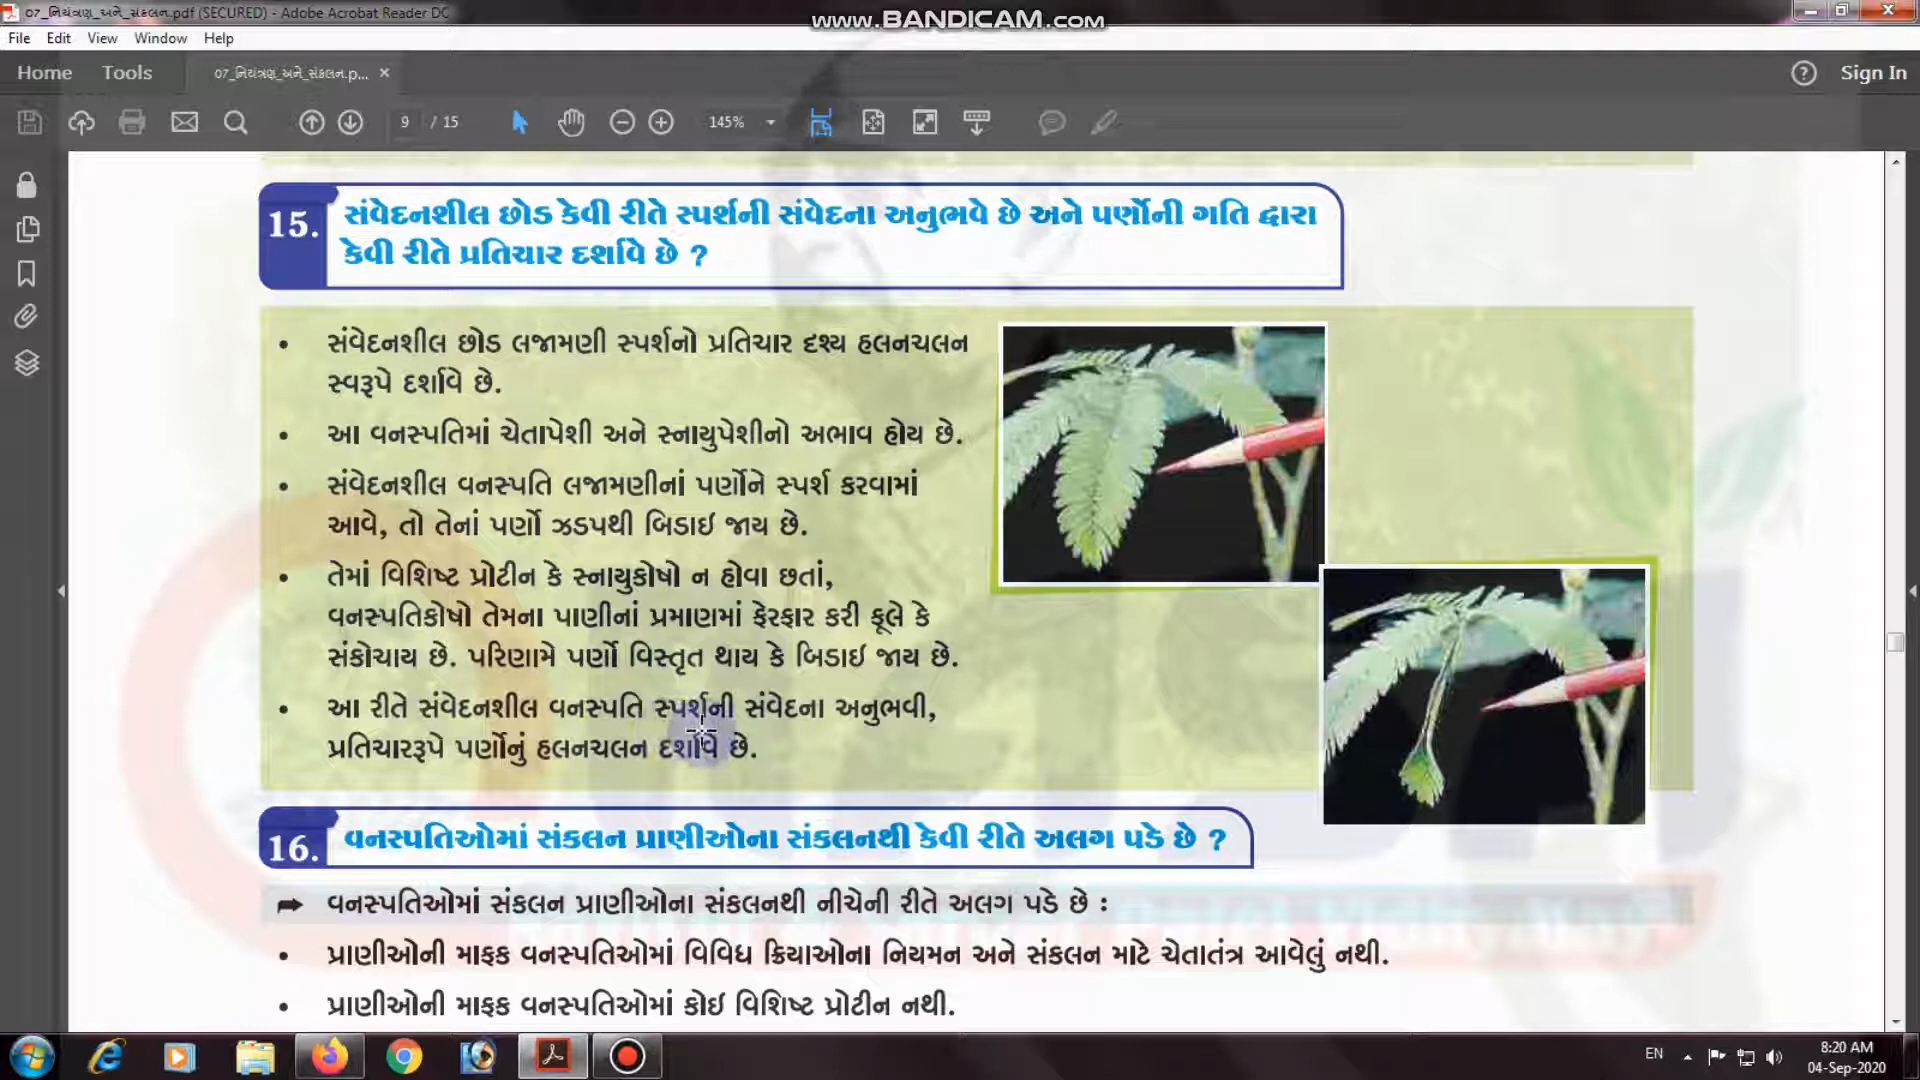 07_નિયંત્રણ_અને_સંકલન.pdf (SECURED) - Adobe Acrobat Reader DC
www.BANDICAM.com
File Edit View Window Help
Home Tools 07_નિયંત્રણ_અને_સંકલન.p... × Sign In
9 / 15 145%
15. સંવેદનશીલ છોડ કેવી રીતે સ્પર્શની સંવેદના અનુભવે છે અને પર્ણોની ગતિ દ્વારા
કેવી રીતે પ્રતિચાર દર્શાવે છે ?
• સંવેદનશીલ છોડ લજામણી સ્પર્શનો પ્રતિચાર દશ્ય હલનચલન
સ્વરૂપે દર્શાવે છે.
• આ વનસ્પતિમાં ચેતાપેશી અને સ્નાયુપેશીનો અભાવ હોય છે.
• સંવેદનશીલ વનસ્પતિ લજામણીનાં પર્ણોને સ્પર્શ કરવામાં
આવે, તો તેનાં પર્ણો ઝડપથી બિડાઈ જાય છે.
• તેમાં વિશિષ્ટ પ્રોટીન કે સ્નાયુકોષો ન હોવા છતાં,
વનસ્પતિકોષો તેમના પાણીનાં પ્રમાણમાં ફેરફાર કરી ફૂલે કે
સંકોચાય છે. પરિણામે પર્ણો વિસ્તૃત થાય કે બિડાઈ જાય છે.
• આ રીતે સંવેદનશીલ વનસ્પતિ સ્પર્શની સંવેદના અનુભવી,
પ્રતિચારરૂપે પર્ણોનું હલનચલન દર્શાવે છે.
16. વનસ્પતિઓમાં સંકલન પ્રાણીઓના સંકલનથી કેવી રીતે અલગ પડે છે ?
વનસ્પતિઓમાં સંકલન પ્રાણીઓના સંકલનથી નીચેની રીતે અલગ પડે છે :
• પ્રાણીઓની માફક વનસ્પતિઓમાં વિવિધ ક્રિયાઓના નિયમન અને સંકલન માટે ચેતાતંત્ર આવેલું નથી.
• પ્રાણીઓની માફક વનસ્પતિઓમાં કોઈ વિશિષ્ટ પ્રોટીન નથી.
EN 8:20 AM
04-Sep-2020